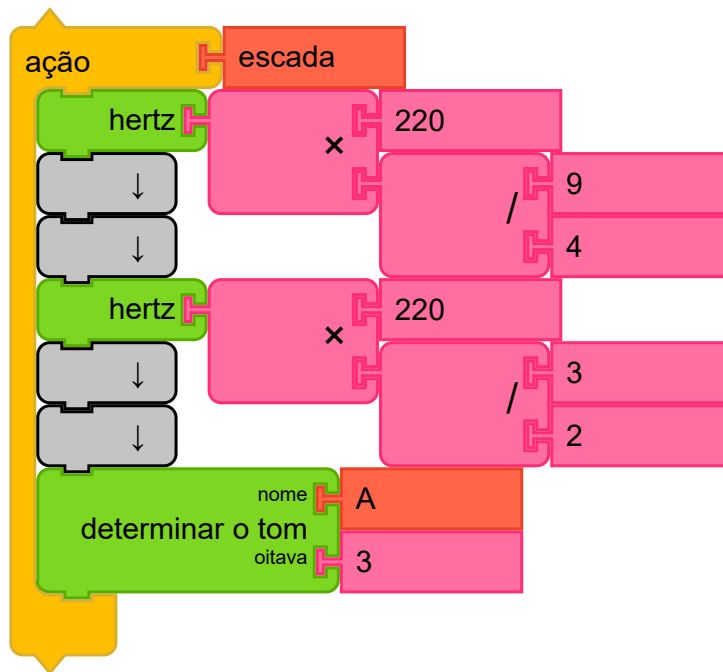 ação escada
hertz × 220
↓ / 9
↓ 4
hertz × 220
↓ / 3
↓ 2
nome A
determinar o tom
oitava 3